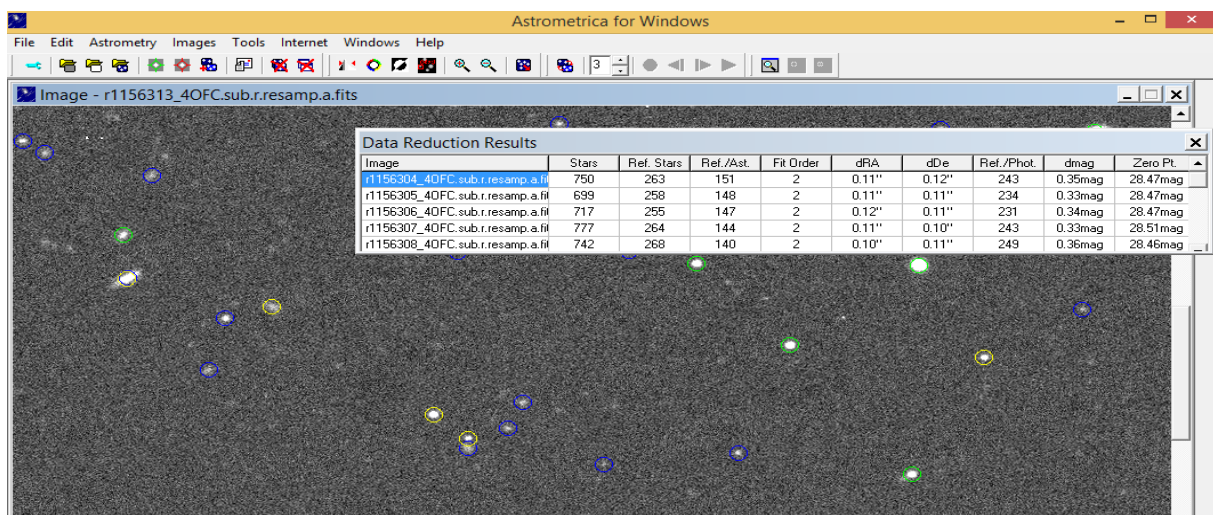 Astrometrica for Windows
File Edit Astrometry Images Tools Internet Windows Help
3
Image - r1156313_4OFC.sub.r.resamp.a.fits
Data Reduction Results
Image Stars Ref. Stars Ref./Ast. Fit Order dRA dDe Ref./Phot. dmag Zero Pt.
r1156304_4OFC.sub.r.resamp.a.fi 750 263 151 2 0.11'' 0.12'' 243 0.35mag 28.47mag
r1156305_4OFC.sub.r.resamp.a.fi 699 258 148 2 0.11'' 0.11'' 234 0.33mag 28.47mag
r1156306_4OFC.sub.r.resamp.a.fi 717 255 147 2 0.12'' 0.11'' 231 0.34mag 28.47mag
r1156307_4OFC.sub.r.resamp.a.fi 777 264 144 2 0.11'' 0.10'' 243 0.33mag 28.51mag
r1156308_4OFC.sub.r.resamp.a.fi 742 268 140 2 0.10'' 0.11'' 249 0.36mag 28.46mag